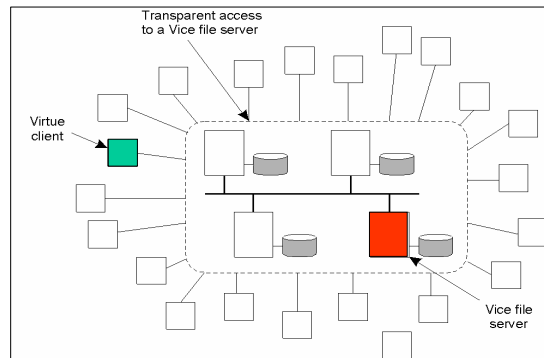 Transparent access
to a Vice file server
Virtue
client
Vice file
server